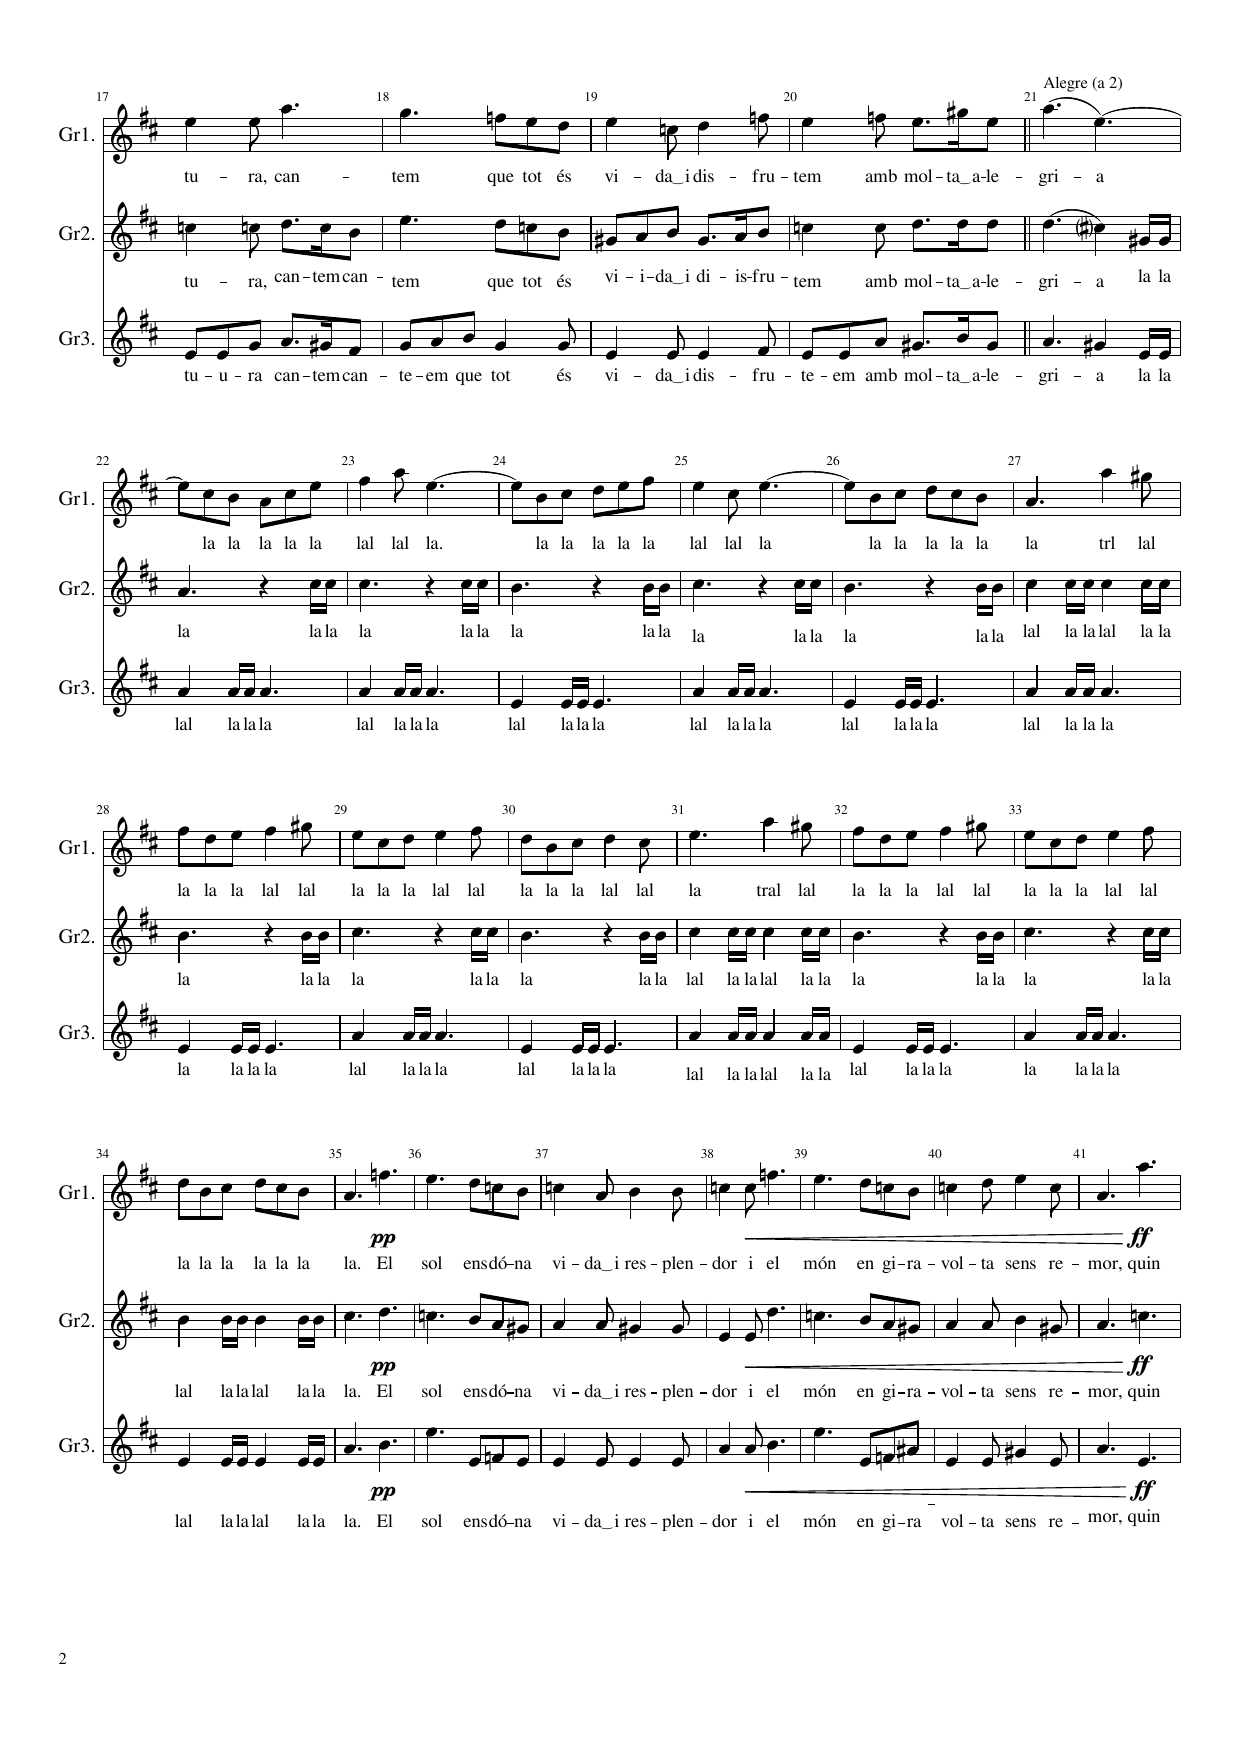 Alegre (a 2)
17 18 19 20 21
Gr1.
tu – ra, can – tem que tot és vi – da‿i dis – fru – tem amb mol – ta‿a-le – gri – a
Gr2.
tu – ra, can – tem can – tem que tot és vi – i-da‿i di – is-fru – tem amb mol – ta‿a-le – gri – a la la
Gr3.
tu – u – ra can – tem can – te – em que tot és vi – da‿i dis – fru – te – em amb mol – ta‿a-le – gri – a la la
22 23 24 25 26 27
Gr1.
la la la la la lal lal la. la la la la la lal lal la la la la la la la trl lal
Gr2.
la la la la la la la la la la la la la la la lal la la lal la la
Gr3.
lal la la la lal la la la lal la la la lal la la la lal la la la lal la la la
28 29 30 31 32 33
Gr1.
la la la lal lal la la la lal lal la la la lal lal la tral lal la la la lal lal la la la lal lal
Gr2.
la la la la la la la la la lal la la lal la la la la la la la la
Gr3.
la la la la lal la la la lal la la la lal la la lal la la lal la la la la la la la
34 35 36 37 38 39 40 41
Gr1.
pp ff
la la la la la la la. El sol ens dó – na vi – da‿i res – plen – dor i el món en gi – ra – vol – ta sens re – mor, quin
Gr2.
pp ff
lal la la lal la la la. El sol ens dó – na vi – da‿i res – plen – dor i el món en gi – ra – vol – ta sens re – mor, quin
Gr3.
pp ff
lal la la lal la la la. El sol ens dó – na vi – da‿i res – plen – dor i el món en gi – ra – vol – ta sens re – mor, quin
2